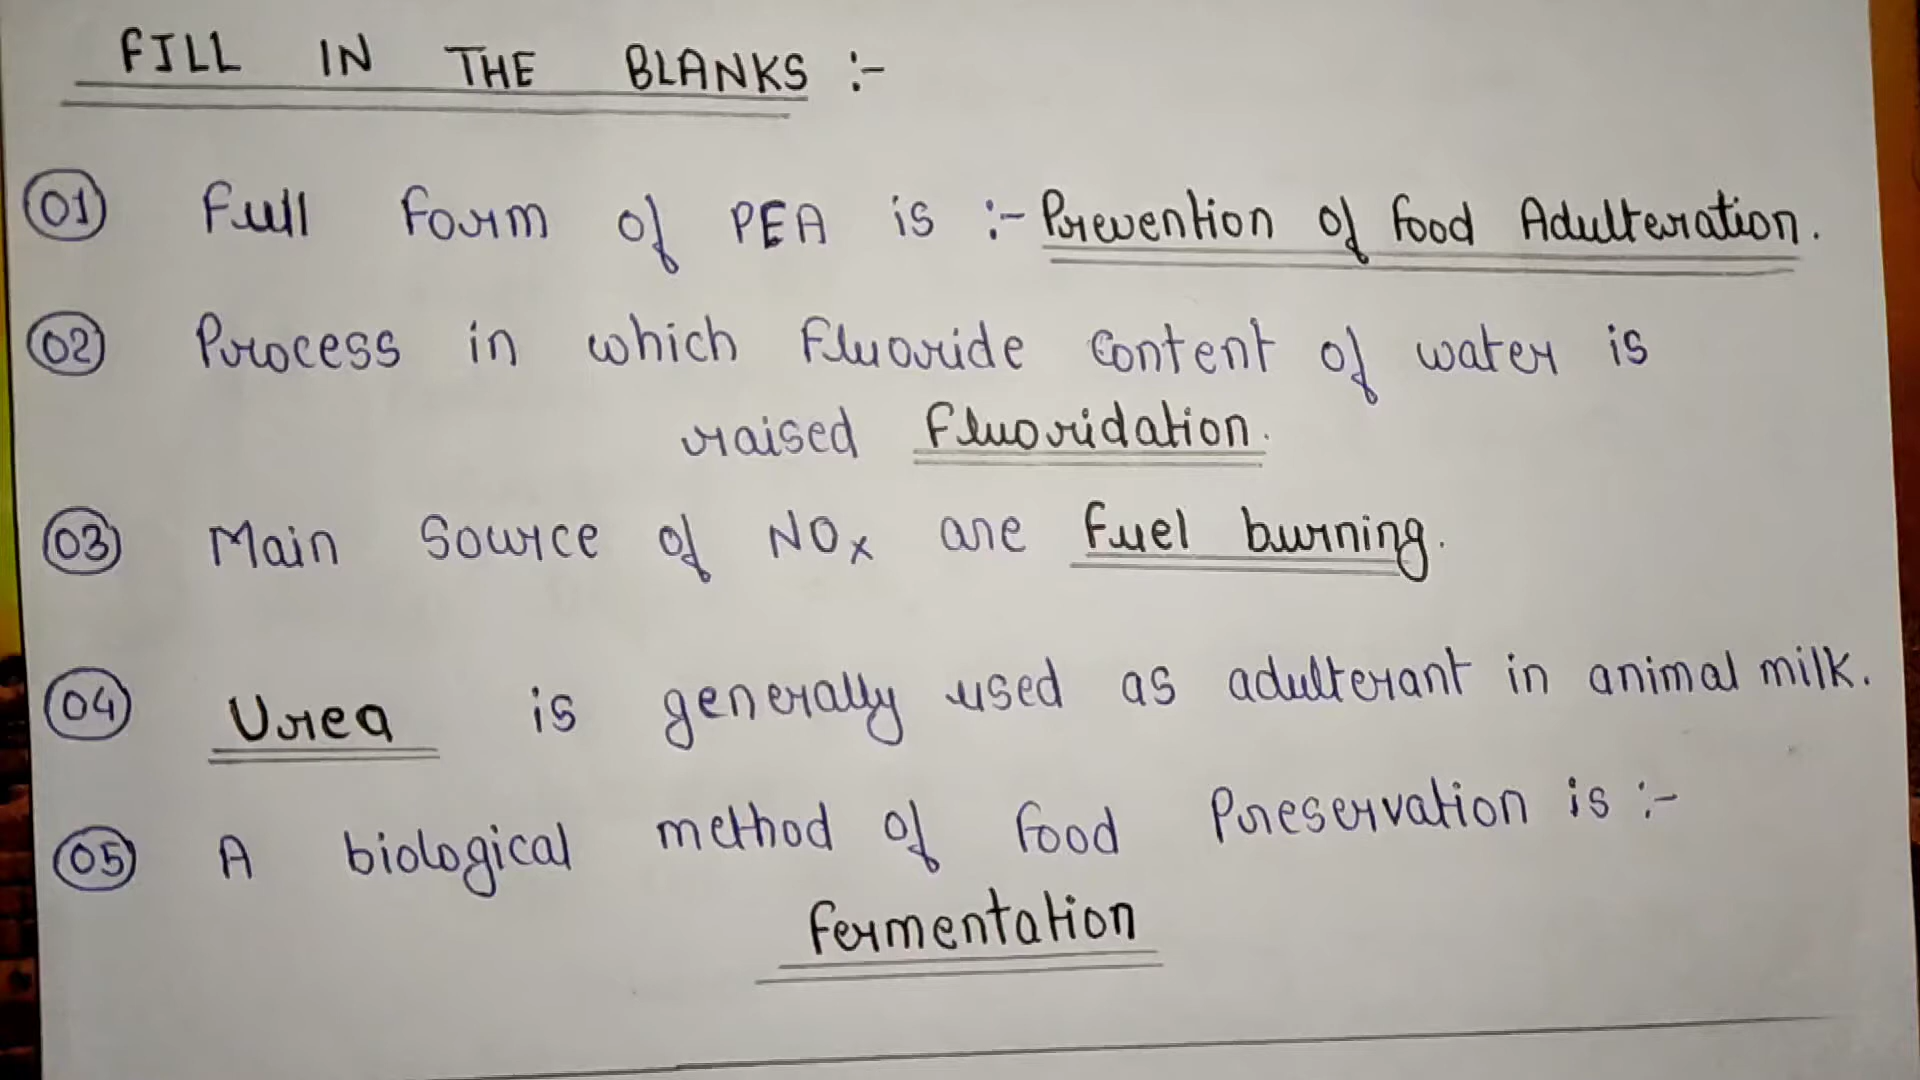 FILL IN THE BLANKS :-
01 Full form of PEA is :- Prevention of food Adulteration.
02 Process in which fluoride content of water is
raised fluoridation.
03 Main source of NOx are fuel burning.
04 Urea is generally used as adulterant in animal milk.
05 A biological method of food Preservation is :-
fermentation